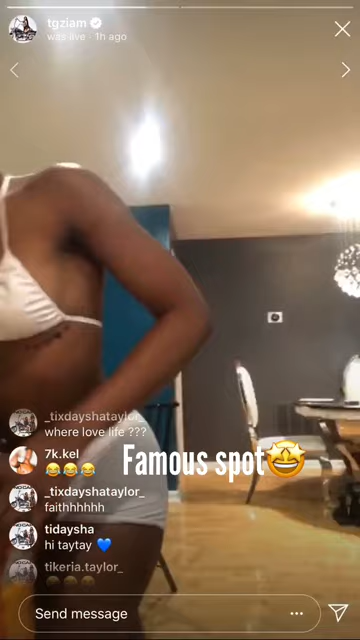 tgziam
was live · 1h ago
_tixdayshataylor_
where love life ???
7k.kel
😂😂😂
Famous spot🤩
_tixdayshataylor_
faithhhhhh
tidaysha
hi taytay 💙
tikeria.taylor_
Send message